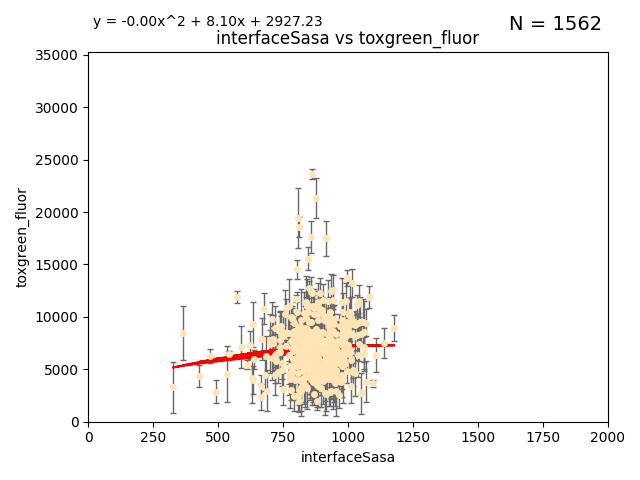 y = -0.00x^2 + 8.10x + 2927.23
N = 1562
interfaceSasa vs toxgreen_fluor
35000
30000
25000
20000
15000
10000
5000
0
toxgreen_fluor
0 250 500 750 1000 1250 1500 1750 2000
interfaceSasa